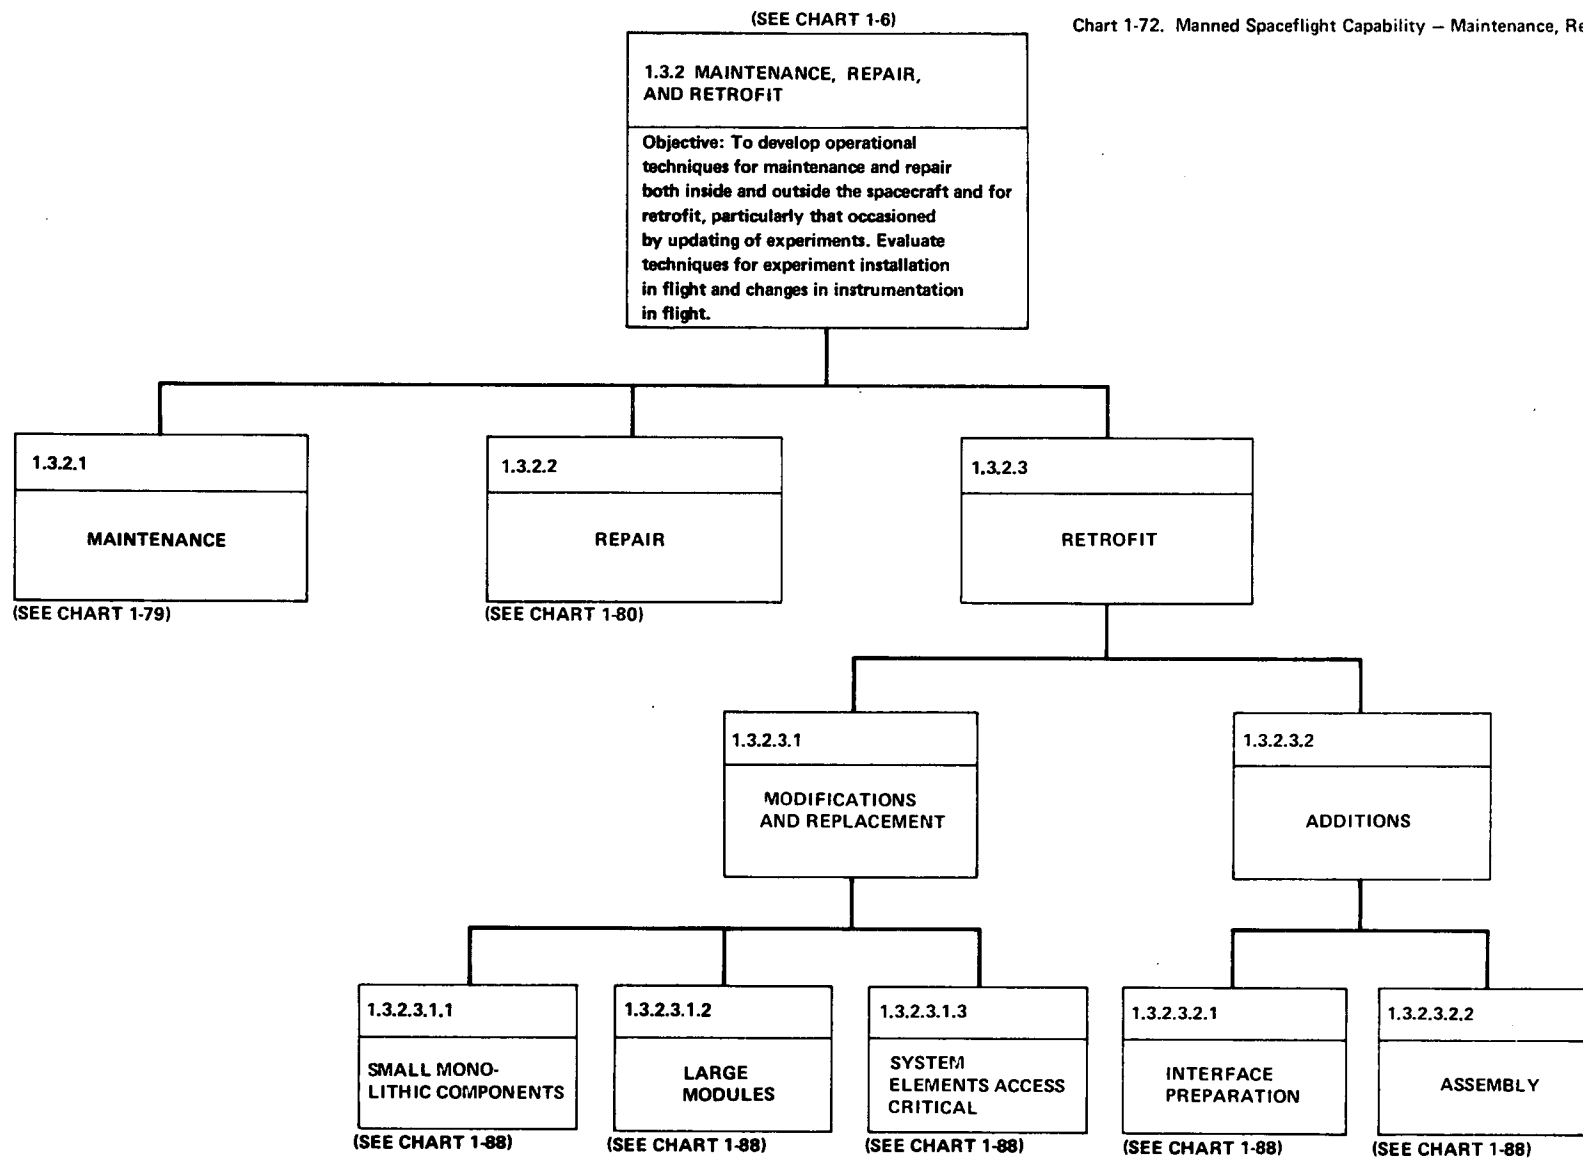 (SEE CHART 1-6)
Chart 1-72. Manned Spaceflight Capability — Maintenance,
1.3.2 MAINTENANCE, REPAIR,
AND RETROFIT
Objective: To develop operational
techniques for maintenance and repair
both inside and outside the spacecraft and for
retrofit, particularly that occasioned
by updating of experiments. Evaluate
techniques for experiment installation
in flight and changes in instrumentation
in flight.
1.3.2.1
MAINTENANCE
(SEE CHART 1-79)
1.3.2.2
REPAIR
(SEE CHART 1-80)
1.3.2.3
RETROFIT
1.3.2.3.1
MODIFICATIONS
AND REPLACEMENT
1.3.2.3.2
ADDITIONS
1.3.2.3.1.1
SMALL MONO-
LITHIC COMPONENTS
(SEE CHART 1-88)
1.3.2.3.1.2
LARGE
MODULES
(SEE CHART 1-88)
1.3.2.3.1.3
SYSTEM
ELEMENTS ACCESS
CRITICAL
(SEE CHART 1-88)
1.3.2.3.2.1
INTERFACE
PREPARATION
(SEE CHART 1-88)
1.3.2.3.2.2
ASSEMBLY
(SEE CHART 1-88)